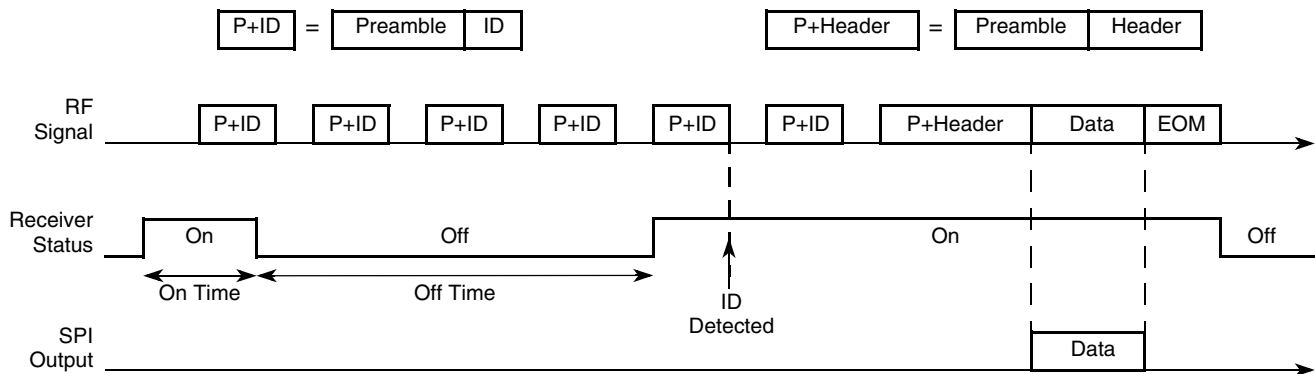 P+ID = Preamble ID
P+Header = Preamble Header
RF
Signal
P+ID P+ID P+ID P+ID P+ID P+ID P+Header Data EOM
Receiver
Status
On Off On Off
On Time Off Time
ID
Detected
SPI
Output
Data